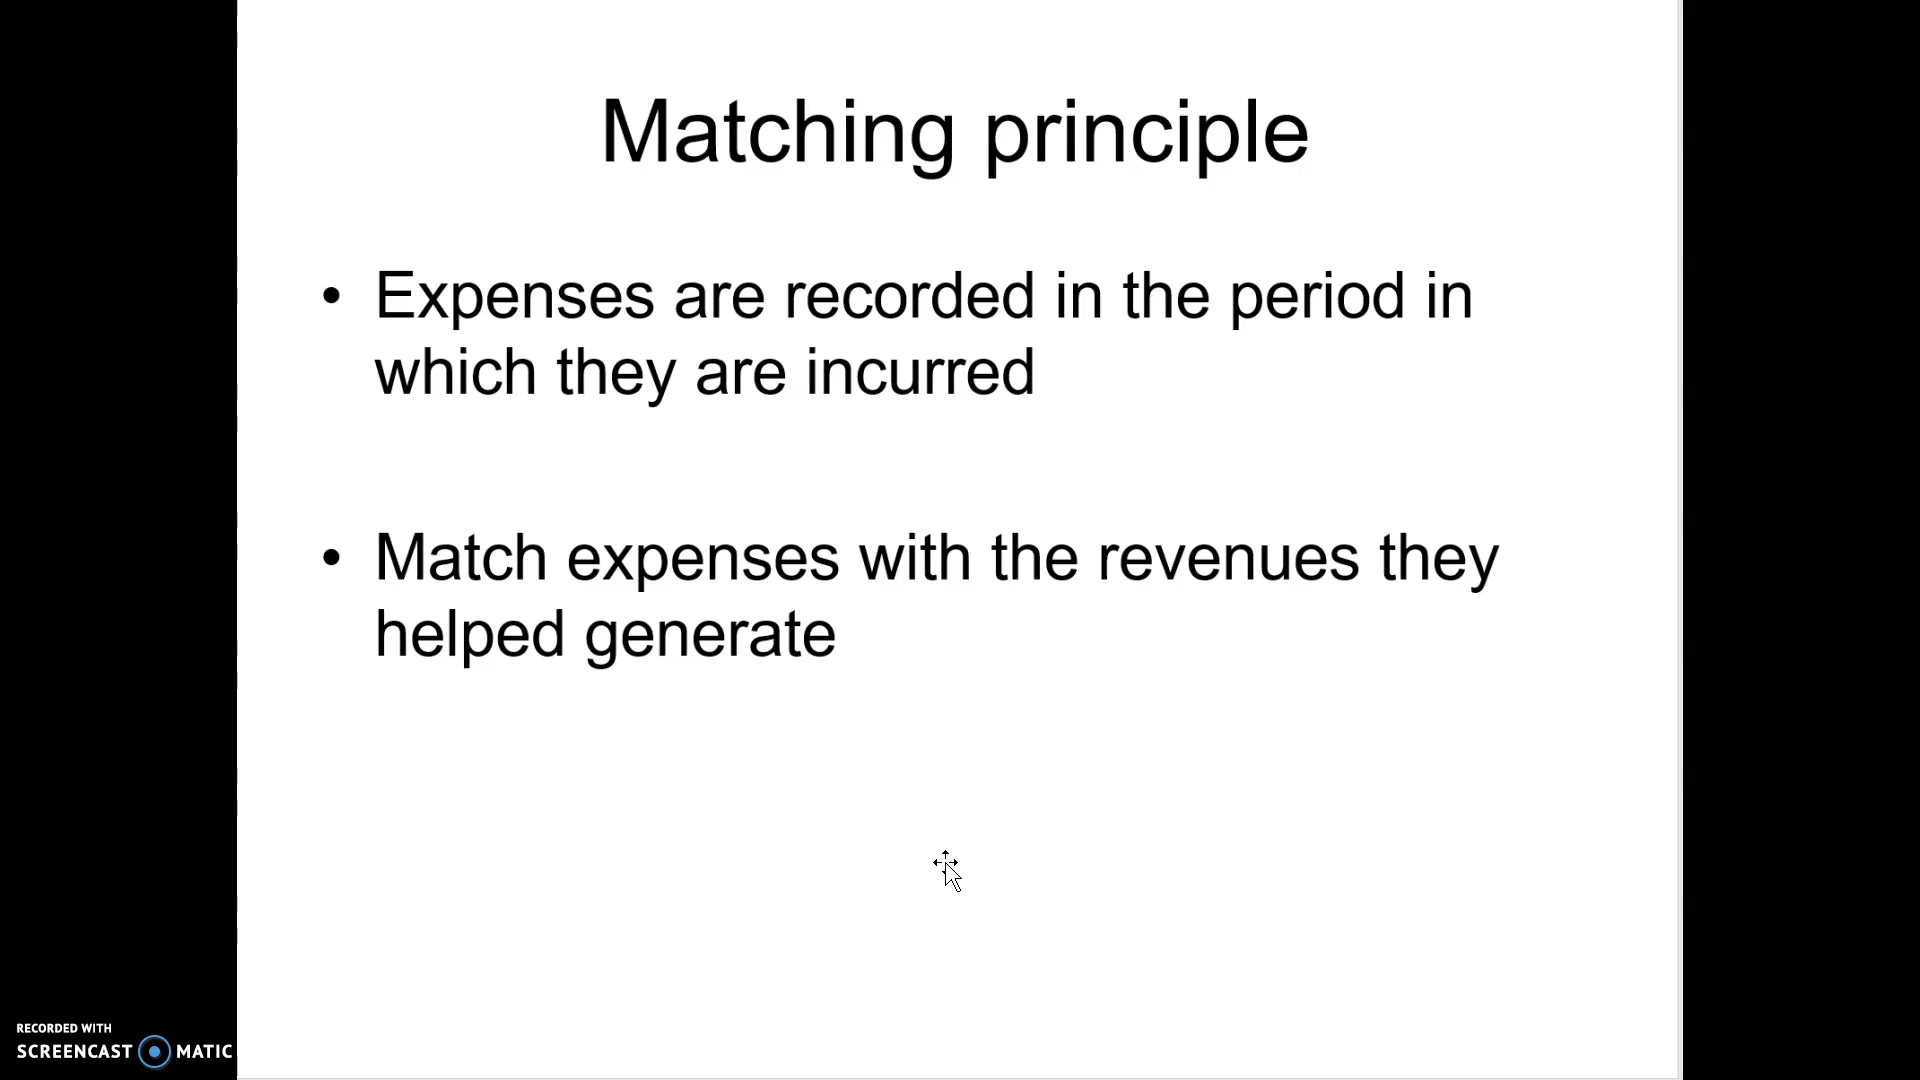 Matching principle
• Expenses are recorded in the period in
which they are incurred
• Match expenses with the revenues they
helped generate
RECORDED WITH
SCREENCAST MATIC